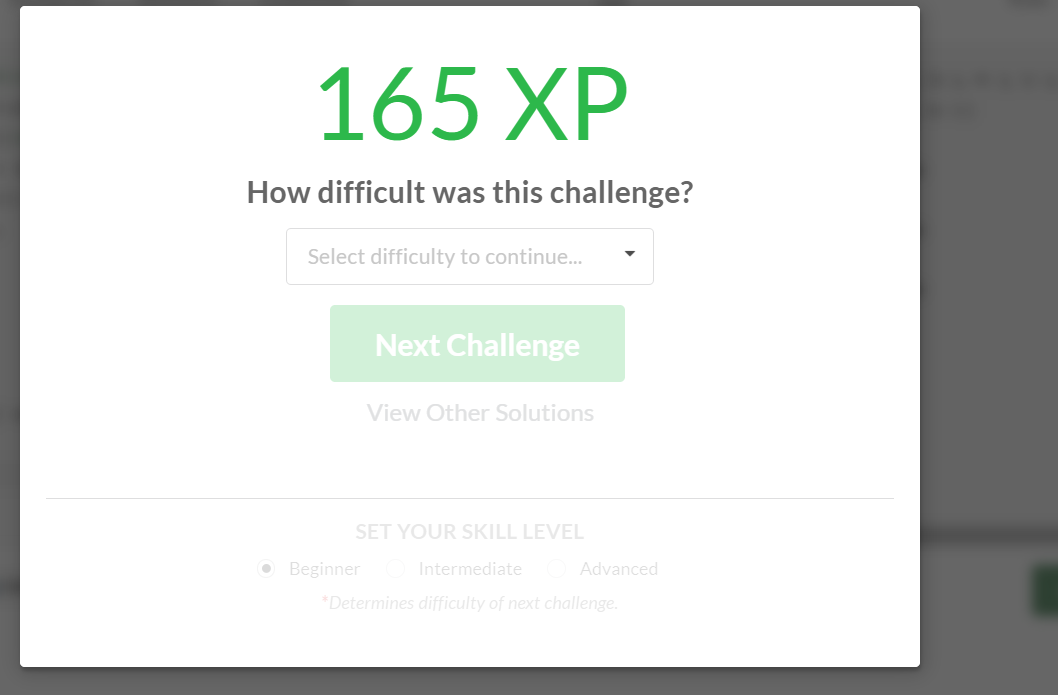 165 XP
How difficult was this challenge?
Select difficulty to continue...
Next Challenge
View Other Solutions
SET YOUR SKILL LEVEL
Beginner Intermediate Advanced
*Determines difficulty of next challenge.